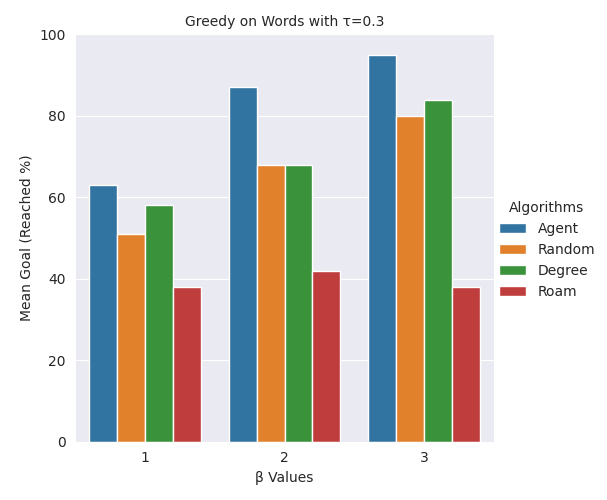 Greedy on Words with τ=0.3
Mean Goal (Reached %)
100
80
60
40
20
0
1 2 3
β Values
Algorithms
Agent
Random
Degree
Roam